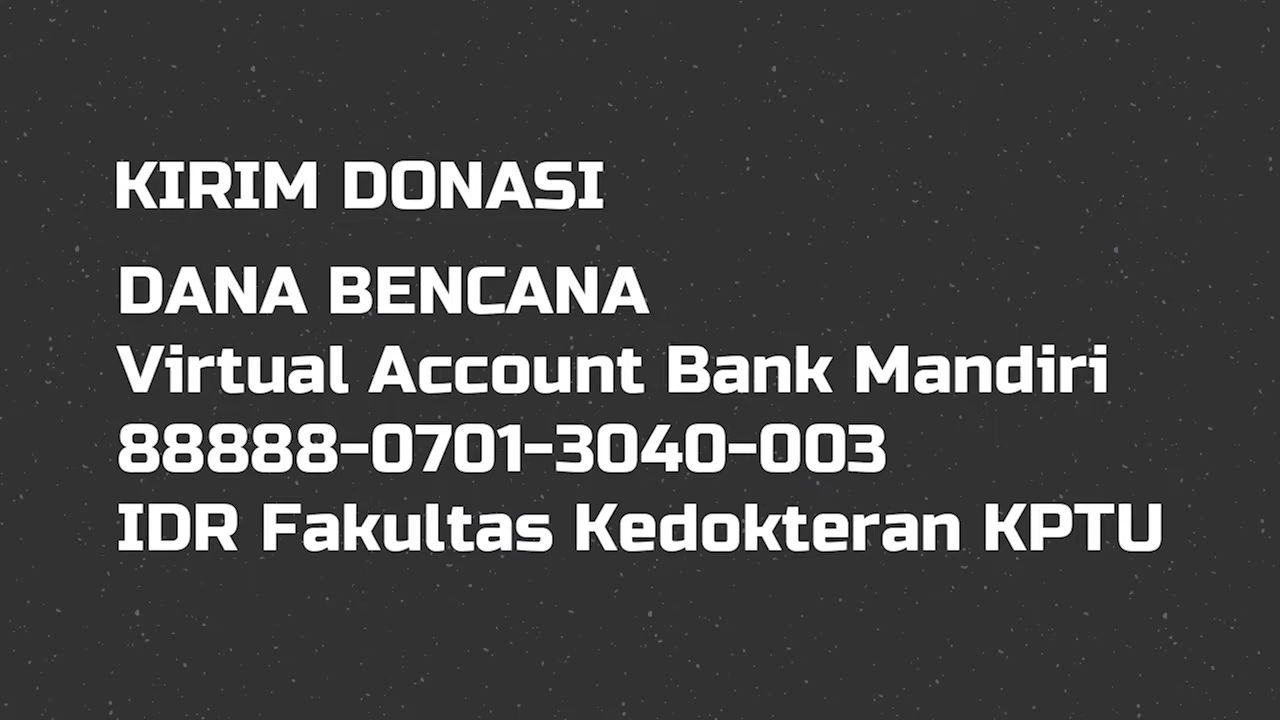 KIRIM DONASI
DANA BENCANA
Virtual Account Bank Mandiri
88888-0701-3040-003
IDR Fakultas Kedokteran KPTU